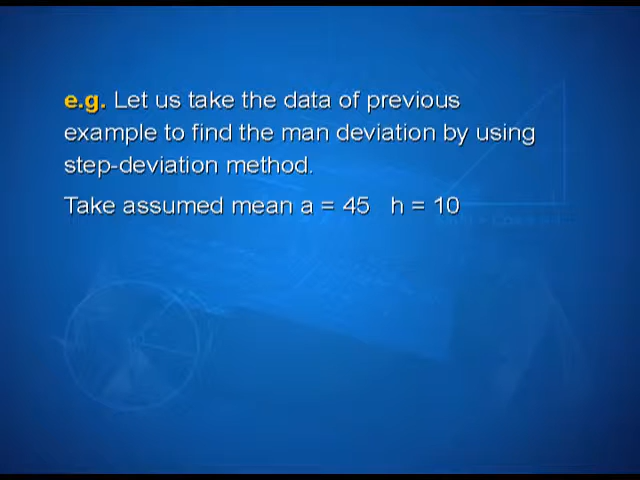 e.g. Let us take the data of previous
example to find the man deviation by using
step-deviation method.
Take assumed mean a = 45 h = 10